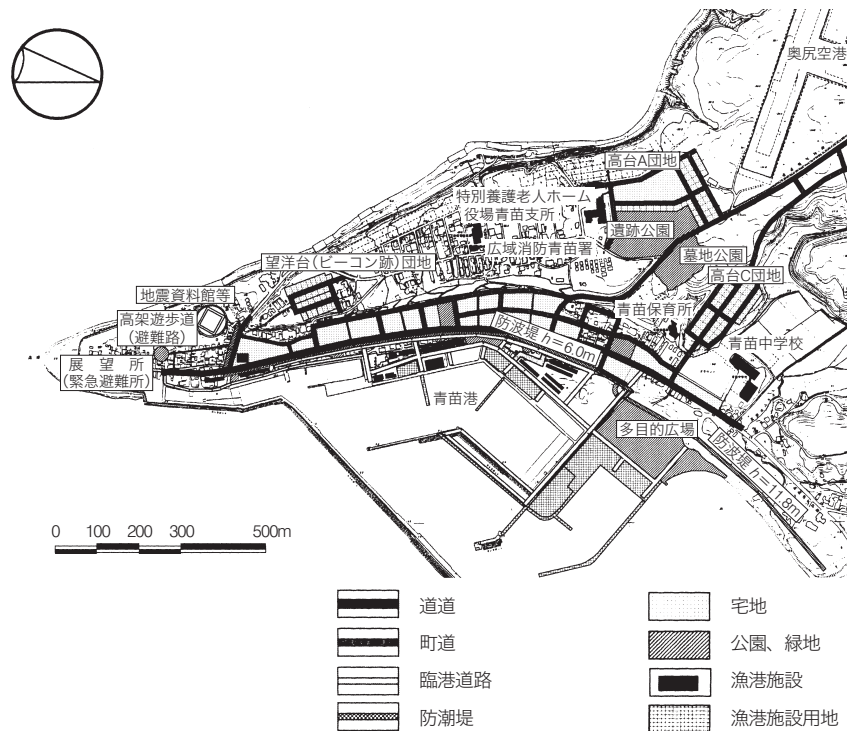 奥尻空港
高台A団地
特別養護老人ホーム
役場青苗支所
遺跡公園
広域消防青苗署
墓地公園
望洋台(ビーコン跡)団地
高台C団地
地震資料館等
青苗保育所
高架遊歩道
(避難路)
防波堤 h=6.0m
青苗中学校
展望所
(緊急避難所)
青苗港
多目的広場
防波堤 h=11.8m
0 100 200 300 500m
道道
宅地
町道
公園、緑地
臨港道路
漁港施設
防潮堤
漁港施設用地